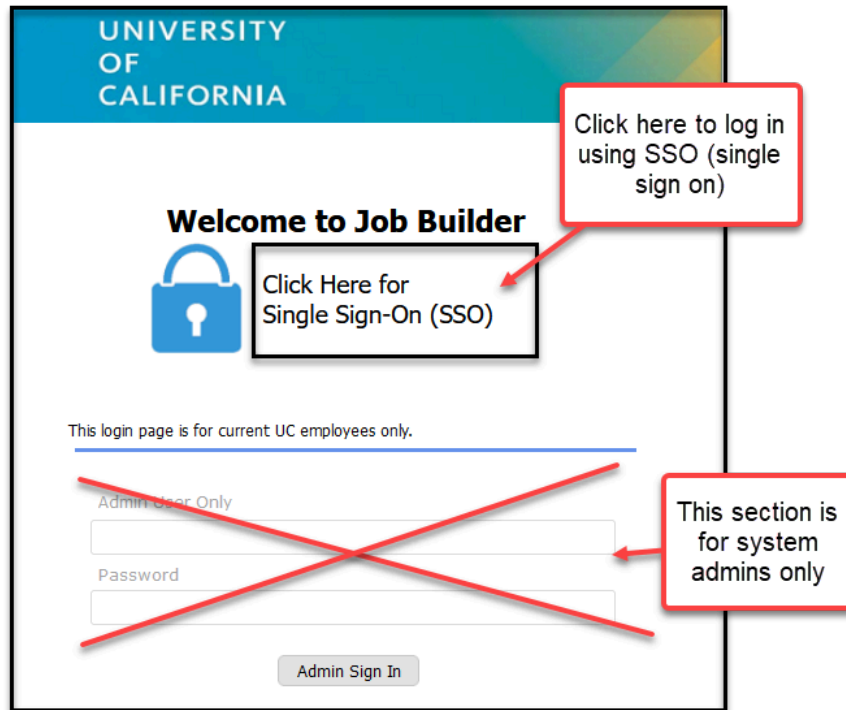 UNIVERSITY
OF
CALIFORNIA
Click here to log in
using SSO (single
sign on)
Welcome to Job Builder
Click Here for
Single Sign-On (SSO)
This login page is for current UC employees only.
Admin User Only
This section is
for system
admins only
Password
Admin Sign In